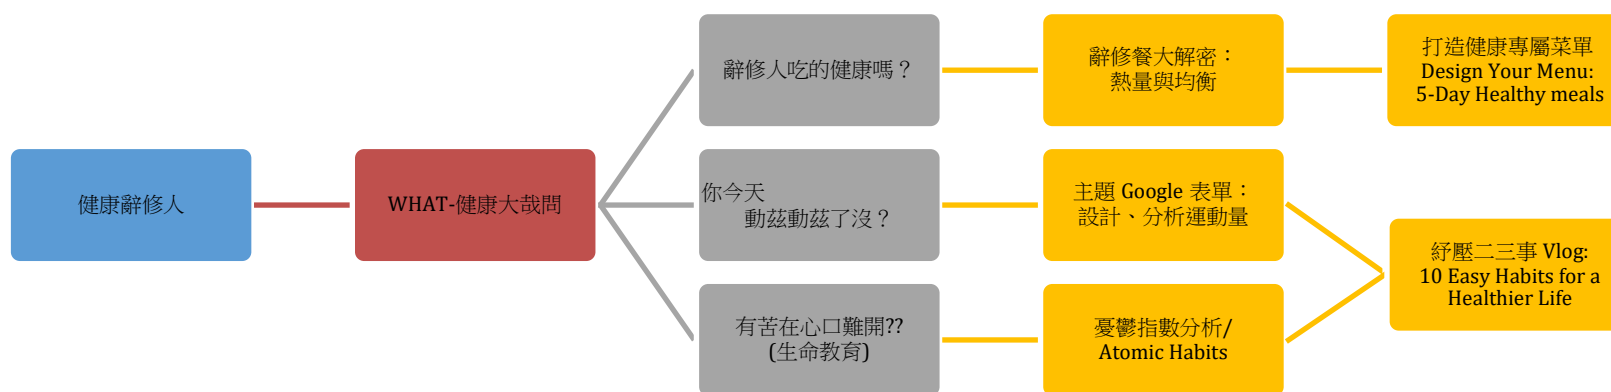 健康辭修人
WHAT-健康大哉問
辭修人吃的健康嗎？
辭修餐大解密：
熱量與均衡
打造健康專屬菜單
Design Your Menu:
5-Day Healthy meals
你今天
動茲動茲了沒？
主題 Google 表單：
設計、分析運動量
有苦在心口難開??
(生命教育)
憂鬱指數分析/
Atomic Habits
紓壓二三事 Vlog:
10 Easy Habits for a
Healthier Life